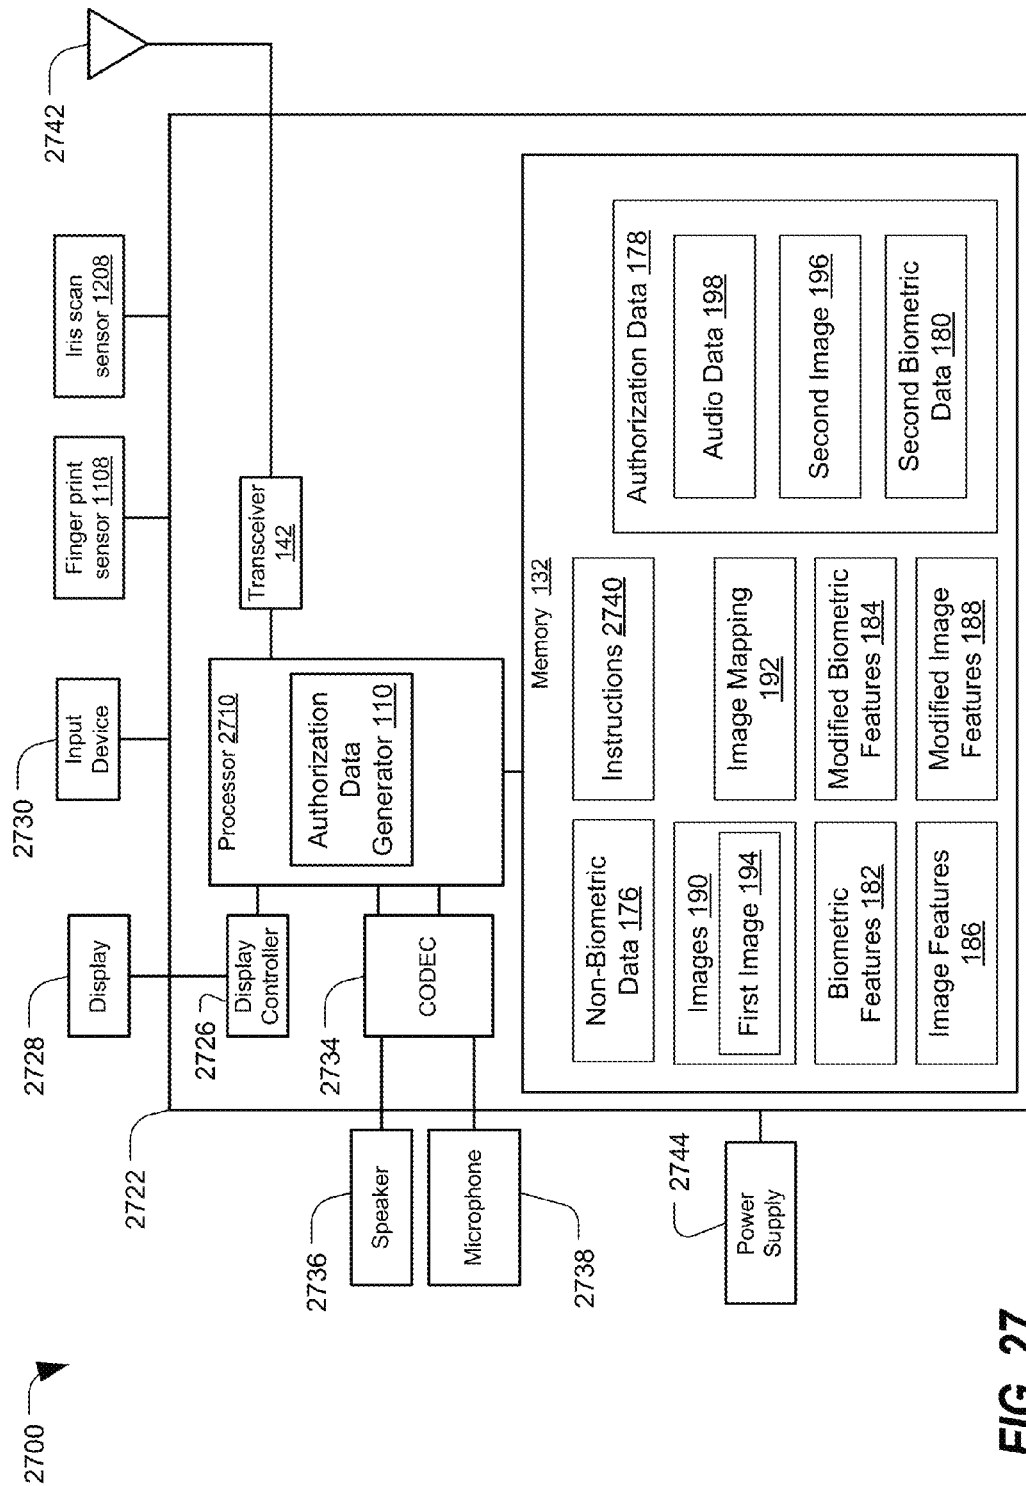 2700
2722
2728
Display
2730
Input
Device
Finger print
sensor 1108
Iris scan
sensor 1208
2742
2726
Display
Controller
Processor 2710
Authorization
Data
Generator 110
Transceiver
142
2736
Speaker
2734
CODEC
Microphone
2738
Memory 132
Non-Biometric
Data 176
Instructions 2740
Authorization Data 178
Images 190
First Image 194
Image Mapping
192
Audio Data 198
Biometric
Features 182
Modified Biometric
Features 184
Second Image 196
Image Features
186
Modified Image
Features 188
Second Biometric
Data 180
2744
Power
Supply
FIG. 27